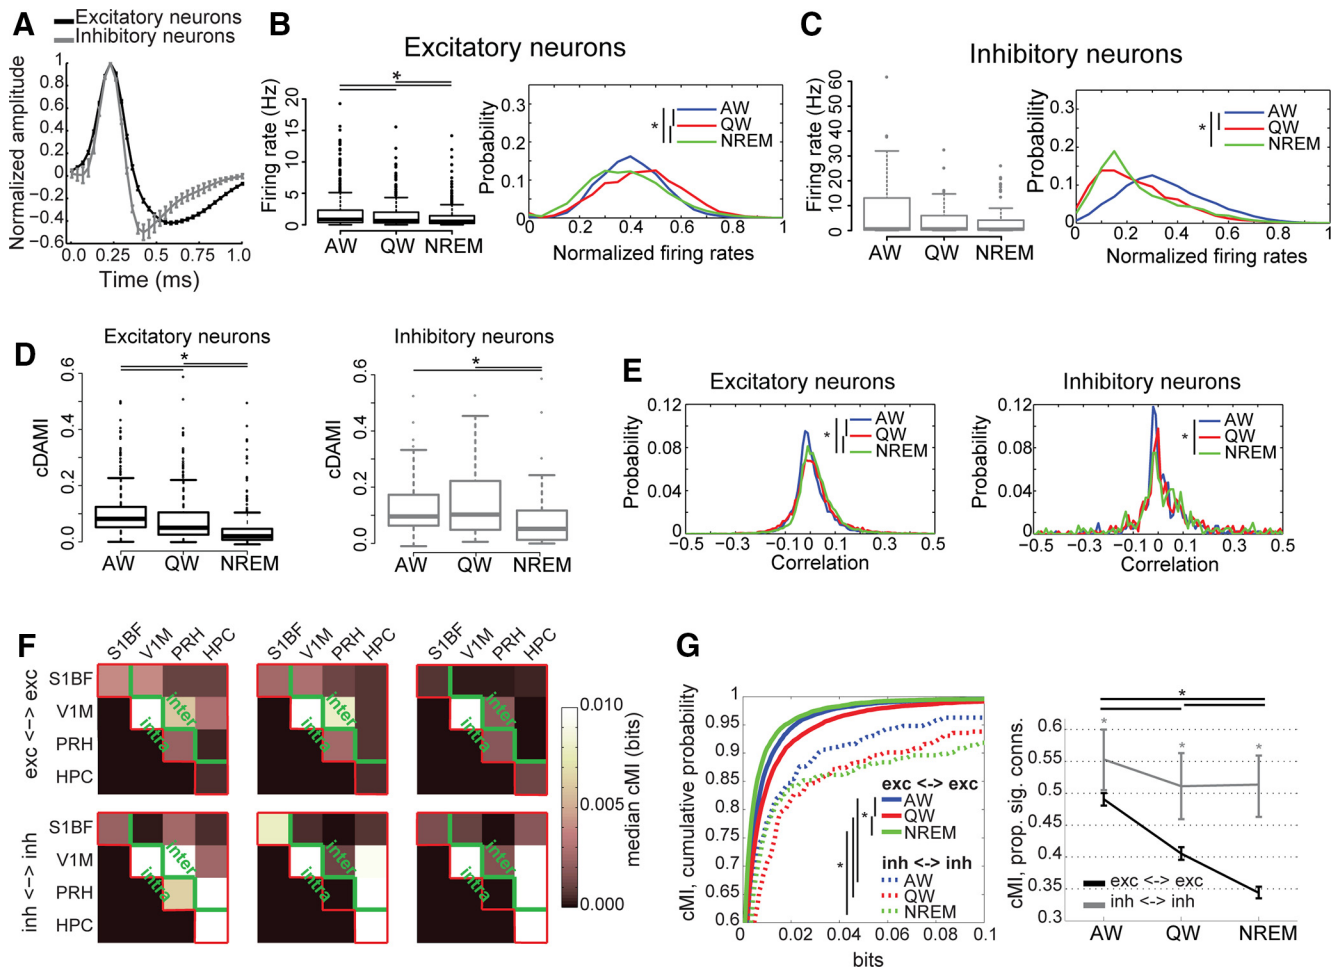 A
Excitatory neurons
Inhibitory neurons
Normalized amplitude
1
0.8
0.6
0.4
0.2
0
−0.2
−0.4
−0.6
0 0.25 0.75 1.0
Time (ms)
B
Excitatory neurons
Firing rate (Hz)
20
15
10
5
0
*
AW QW NREM
Probability
0.3
0.2
0.1
0
* AW
QW
NREM
0.2 0.4 0.6 0.8 1
Normalized firing rates
C
Inhibitory neurons
Firing rate (Hz)
0 10 20 30 40 50 60
AW QW NREM
Probability
0.3
0.2
0.1
0
* AW
QW
NREM
0 0.2 0.4 0.6 0.8 1
Normalized firing rates
D
Excitatory neurons
cDAMI
0.6
0.4
0.2
0.0
*
AW QW NREM
Inhibitory neurons
cDAMI
0.6
0.4
0.2
0.0
*
AW QW NREM
E
Excitatory neurons
Probability
0.12
0.08
0.04
0
* AW
QW
NREM
−0.5 −0.3 −0.1 0 0.1 0.3 0.5
Correlation
Inhibitory neurons
Probability
0.12
0.08
0.04
0
* AW
QW
NREM
−0.5 −0.3 −0.1 0 0.1 0.3 0.5
Correlation
F
S1BF V1M PRH HPC
S1BF V1M PRH HPC
S1BF V1M PRH HPC
exc <-> exc
S1BF
V1M
PRH
HPC
inter
intra
inter
intra
inter
intra
inh <-> inh
S1BF
V1M
PRH
HPC
inter
intra
inter
intra
inter
intra
0.010
0.005
0.000
median cMI (bits)
G
cMI, cumulative probability
1
0.95
0.9
0.85
0.8
0.75
0.7
0.65
0.6
exc <-> exc
AW
QW
NREM
inh <-> inh
AW
QW
NREM
*
*
0 0.02 0.04 0.06 0.08 0.1
bits
cMI, prop. sig. conns.
0.6
0.55
0.5
0.45
0.4
0.35
0.3
*
*
*
*
exc <-> exc
inh <-> inh
AW QW NREM